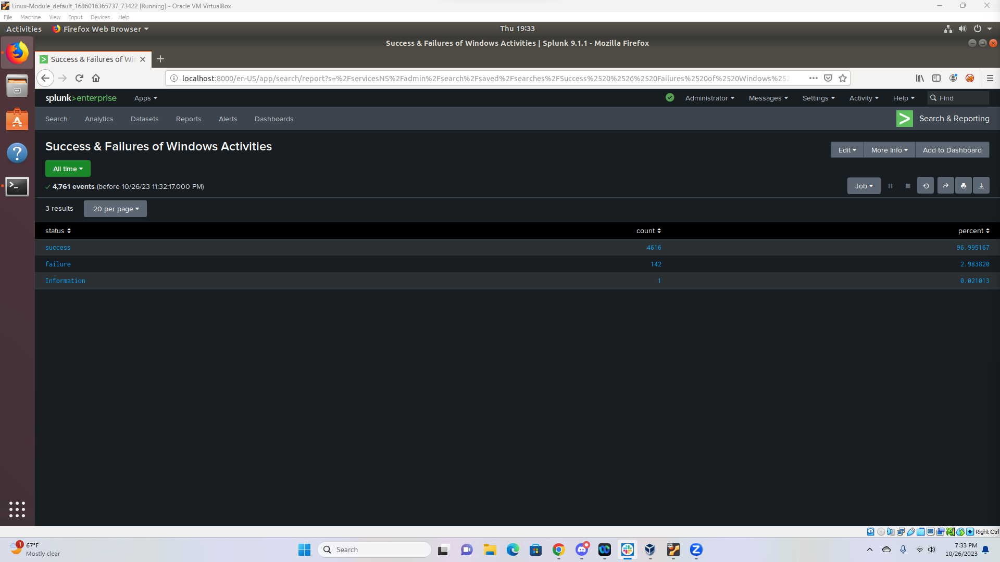 Linux-Module_default_1686016365737_73422 [Running] - Oracle VM VirtualBox
File Machine View Input Devices Help
Activities Firefox Web Browser Thu 19:33
Success & Failures of Windows Activities | Splunk 9.1.1 - Mozilla Firefox
Success & Failures of Wi
localhost:8000/en-US/app/search/report?s=%2FservicesNS%2Fadmin%2Fsearch%2Fsaved%2Fsearches%2FSuccess%2520%2526%2520Failures%2520of%2520Windows%252
splunk>enterprise Apps Administrator Messages Settings Activity Help Find
Search Analytics Datasets Reports Alerts Dashboards Search & Reporting
Success & Failures of Windows Activities
Edit More Info Add to Dashboard
All time
4,761 events (before 10/26/23 11:32:17.000 PM)
Job
3 results 20 per page
status count percent
success 4616 96.995167
failure 142 2.983820
Information 1 0.021013
Right Ctrl
1
67°F
Mostly clear
Search
7:33 PM
10/26/2023